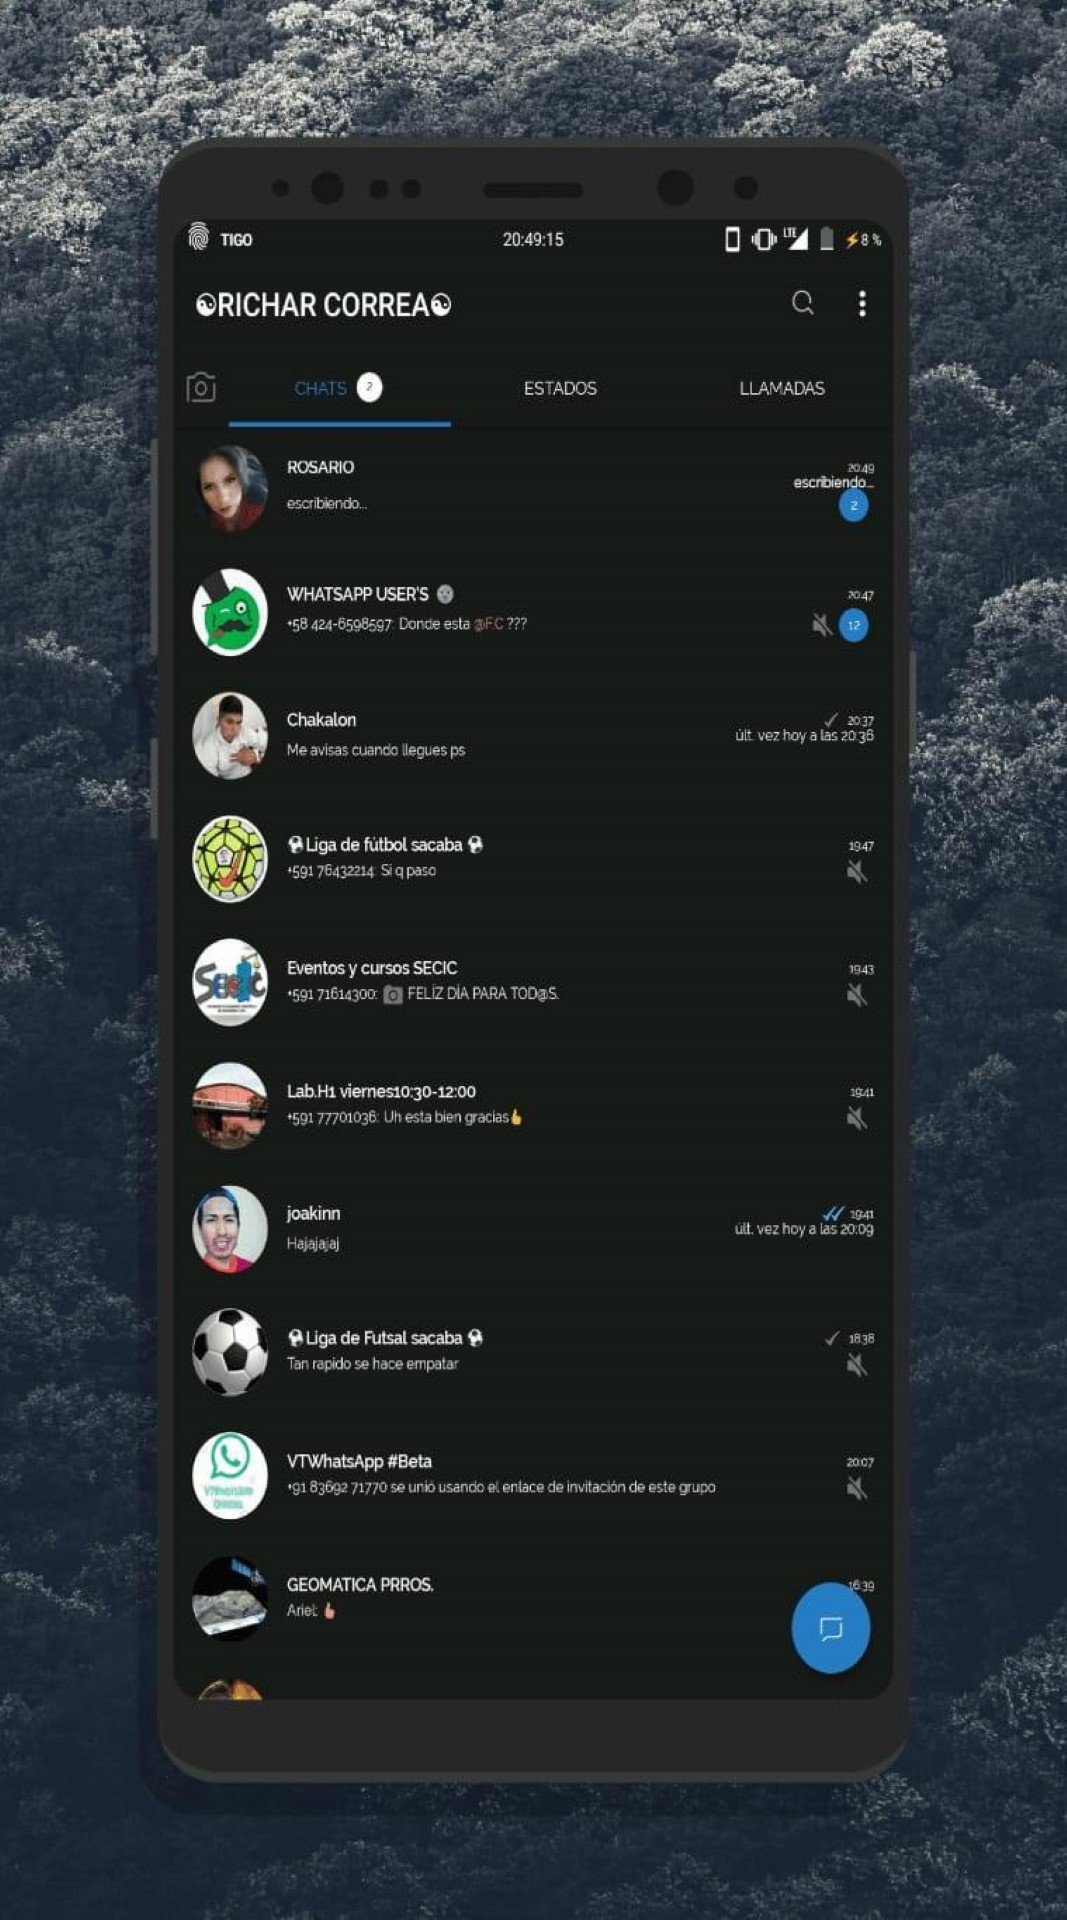 TIGO 20:49:15 LTE 8 %
☯RICHAR CORREA☯
CHATS 2 ESTADOS LLAMADAS
ROSARIO 20:49
escribiendo...
escribiendo... 2
WHATSAPP USER'S 20:47
+58 424-6598597: Donde esta @F.C ??? 12
Chakalon 20:37
últ. vez hoy a las 20:36
Me avisas cuando llegues ps
⚽Liga de fútbol sacaba⚽ 19:47
+591 76432214: Si q paso
SECIC
Eventos y cursos SECIC 19:43
+591 71614300: 📷 FELÍZ DÍA PARA TOD@S.
Lab.H1 viernes10:30-12:00 19:41
+591 77701036: Uh esta bien gracias👍
joakinn 19:41
últ. vez hoy a las 20:09
Hajajajaj
⚽Liga de Futsal sacaba⚽ 18:38
Tan rapido se hace empatar
VTWhatsApp #Beta 20:07
+91 83692 71770 se unió usando el enlace de invitación de este grupo
GEOMATICA PRROS. 16:39
Ariel: 👍